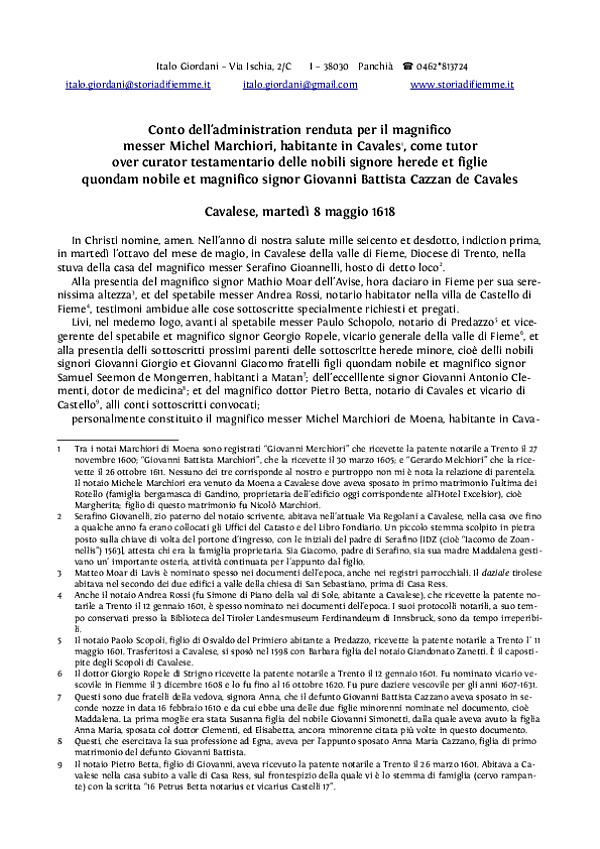 Italo Giordani – Via Ischia, 2/C I – 38030 Panchià ☎ 0462*813724
italo.giordani@storiadifiemme.it italo.giordani@gmail.com www.storiadifiemme.it
Conto dell'administration renduta per il magnifico
messer Michel Marchiori, habitante in Cavales1, come tutor
over curator testamentario delle nobili signore herede et figlie
quondam nobile et magnifico signor Giovanni Battista Cazzan de Cavales
Cavalese, martedì 8 maggio 1618
In Christi nomine, amen. Nell'anno di nostra salute mille seicento et desdotto, indiction prima,
in martedì l'ottavo del mese de magio, in Cavalese della valle di Fieme, Diocese di Trento, nella
stuva della casa del magnifico messer Serafino Gioannelli, hosto di detto loco2.
Alla presentia del magnifico signor Mathio Moar dell'Avise, hora daciaro in Fieme per sua sere-
nissima altezza3, et del spetabile messer Andrea Rossi, notario habitator nella villa de Castello di
Fieme4, testimoni ambidue alle cose sottoscritte specialmente richiesti et pregati.
Livi, nel medemo logo, avanti al spetabile messer Paulo Schopolo, notario de Predazzo5 et vice-
gerente del spetabile et magnifico signor Georgio Ropele, vicario generale della valle di Fieme6, et
alla presentia delli sottoscritti prossimi parenti delle sottoscritte herede minore, cioè delli nobili
signori Giovanni Giorgio et Giovanni Giacomo fratelli figli quondam nobile et magnifico signor
Samuel Seemon de Mongerren, habitanti a Matan7; dell'eccelllente signor Giovanni Antonio Cle-
menti, dotor de medicina8; et del magnifico dottor Pietro Betta, notario di Cavales et vicario di
Castello9, alli conti sottoscritti convocati;
personalmente constituito il magnifico messer Michel Marchiori de Moena, habitante in Cava-
1 Tra i notai Marchiori di Moena sono registrati “Giovanni Merchiori” che ricevette la patente notarile a Trento il 27
novembre 1600; “Giovanni Battista Marchiori”, che la ricevette il 30 marzo 1605; e “Gerardo Melchiori” che la rice-
vette il 26 ottobre 1611. Nessuno dei tre corrisponde al nostro e purtroppo non mi è nota la relazione di parentela.
Il notaio Michele Marchiori era venuto da Moena a Cavalese dove aveva sposato in primo matrimonio l'ultima dei
Rotello (famiglia bergamasca di Gandino, proprietaria dell'edificio oggi corrispondente all'Hotel Excelsior), cioè
Margherita; figlio di questo matrimonio fu Nicolò Marchiori.
2 Serafino Giovanelli, zio paterno del notaio scrivente, abitava nell'attuale Via Regolani a Cavalese, nella casa ove fino
a qualche anno fa erano collocati gli Uffici del Catasto e del Libro Fondiario. Un piccolo stemma scolpito in pietra
posto sulla chiave di volta del portone d'ingresso, con le iniziali del padre di Serafino [IDZ (cioè “Iacomo de Zoan-
nellis”) 1563], attesta chi era la famiglia proprietaria. Sia Giacomo, padre di Serafino, sia sua madre Maddalena gesti-
vano un' importante osteria, attività continuata per l'appunto dal figlio.
3 Matteo Moar di Lavis è nominato spesso nei documenti dell'epoca, anche nei registri parrocchiali. Il daziale tirolese
abitava nel secondo dei due edifici a valle della chiesa di San Sebastiano, prima di Casa Ress.
4 Anche il notaio Andrea Rossi (fu Simone di Piano della val di Sole, abitante a Cavalese), che ricevette la patente no-
tarile a Trento il 12 gennaio 1601, è spesso nominato nei documenti dell'epoca. I suoi protocolli notarili, a suo tem-
po conservati presso la Biblioteca del Tiroler Landesmuseum Ferdinandeum di Innsbruck, sono da tempo irreperibi-
li.
5 Il notaio Paolo Scopoli, figlio di Osvaldo del Primiero abitante a Predazzo, ricevette la patente notarile a Trento l' 11
maggio 1601. Trasferitosi a Cavalese, si sposò nel 1598 con Barbara figlia del notaio Giandonato Zanetti. È il caposti-
pite degli Scopoli di Cavalese.
6 Il dottor Giorgio Ropele di Strigno ricevette la patente notarile a Trento il 12 gennaio 1601. Fu nominato vicario ve-
scovile in Fiemme il 3 dicembre 1608 e lo fu fino al 16 ottobre 1620. Fu pure daziere vescovile per gli anni 1607-1631.
7 Questi sono due fratelli della vedova, signora Anna, che il defunto Giovanni Battista Cazzano aveva sposato in se-
conde nozze in data 16 febbraio 1610 e da cui ebbe una delle due figlie minorenni nominate nel documento, cioè
Maddalena. La prima moglie era stata Susanna figlia del nobile Giovanni Simonetti, dalla quale aveva avuto la figlia
Anna Maria, sposata col dottor Clementi, ed Elisabetta, ancora minorenne citata più volte in questo documento.
8 Questi, che esercitava la sua professione ad Egna, aveva per l'appunto sposato Anna Maria Cazzano, figlia di primo
matrimonio del defunto Giovanni Battista.
9 Il notaio Pietro Betta, figlio di Giovanni, aveva ricevuto la patente notarile a Trento il 26 marzo 1601. Abitava a Ca-
valese nella casa subito a valle di Casa Ress, sul frontespizio della quale vi è lo stemma di famiglia (cervo rampan-
te) con la scritta “16 Petrus Betta notarius et vicarius Castelli 17”.